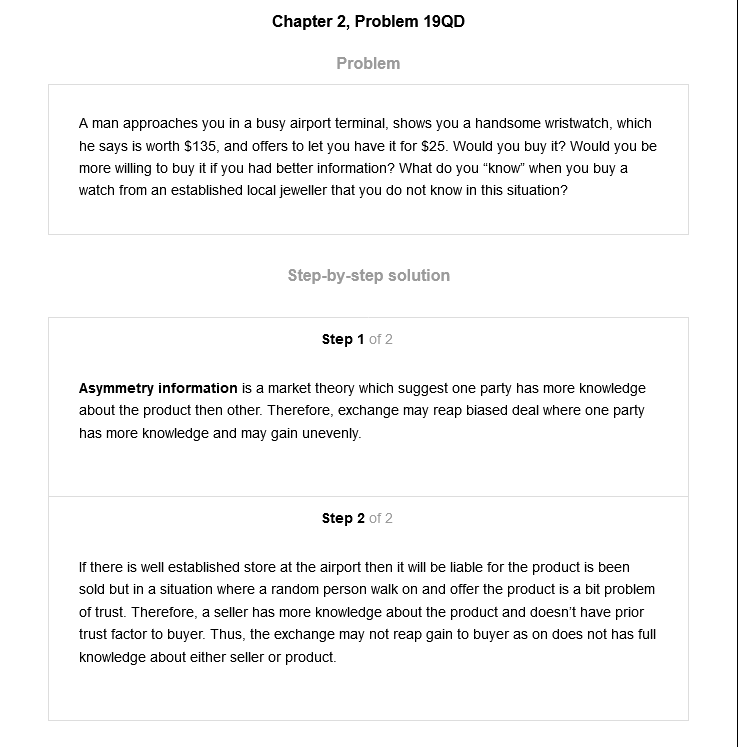 Chapter 2, Problem 19QD
Problem
A man approaches you in a busy airport terminal, shows you a handsome wristwatch, which
he says is worth $135, and offers to let you have it for $25. Would you buy it? Would you be
more willing to buy it if you had better information? What do you “know” when you buy a
watch from an established local jeweller that you do not know in this situation?
Step-by-step solution
Step 1 of 2
Asymmetry information is a market theory which suggest one party has more knowledge
about the product then other. Therefore, exchange may reap biased deal where one party
has more knowledge and may gain unevenly.
Step 2 of 2
If there is well established store at the airport then it will be liable for the product is been
sold but in a situation where a random person walk on and offer the product is a bit problem
of trust. Therefore, a seller has more knowledge about the product and doesn’t have prior
trust factor to buyer. Thus, the exchange may not reap gain to buyer as on does not has full
knowledge about either seller or product.